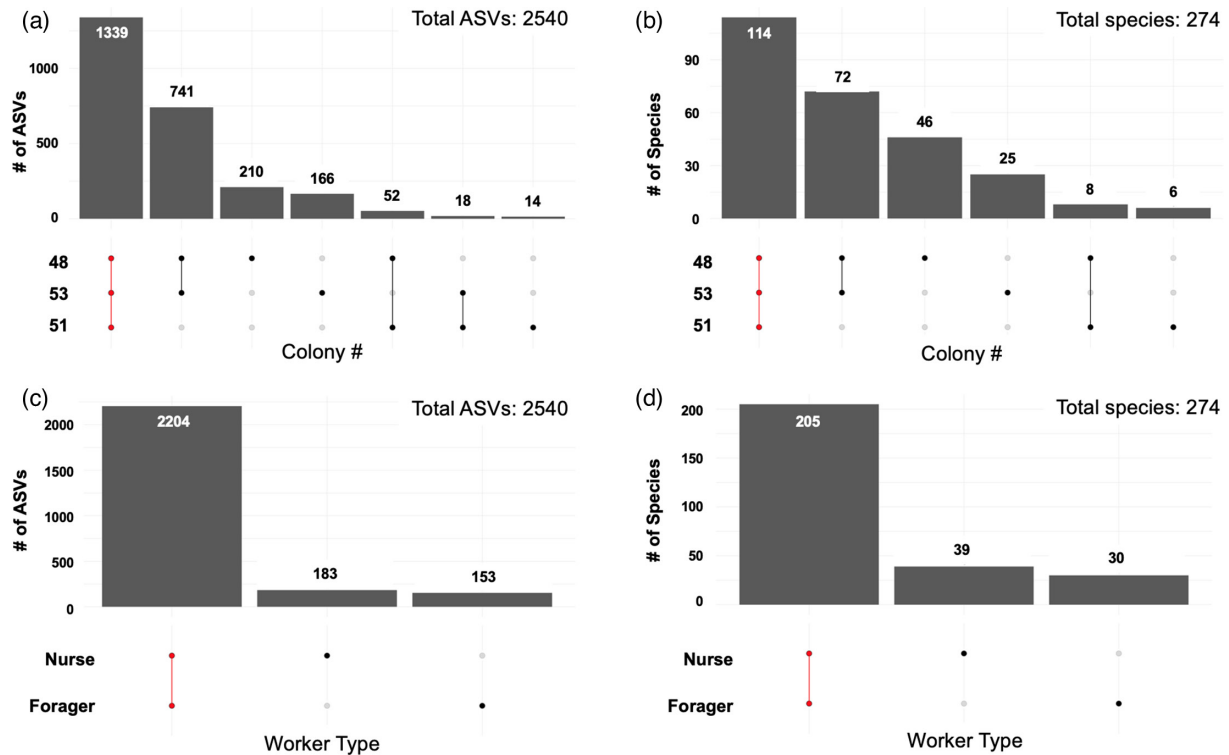 (a)
Total ASVs: 2540
# of ASVs
1000
500
0
1339
741
210
166
52
18
14
48
53
51
Colony #
(b)
Total species: 274
# of Species
90
60
30
0
114
72
46
25
8
6
48
53
51
Colony #
(c)
Total ASVs: 2540
# of ASVs
2000
1500
1000
500
0
2204
183
153
Nurse
Forager
Worker Type
(d)
Total species: 274
# of Species
200
150
100
50
0
205
39
30
Nurse
Forager
Worker Type